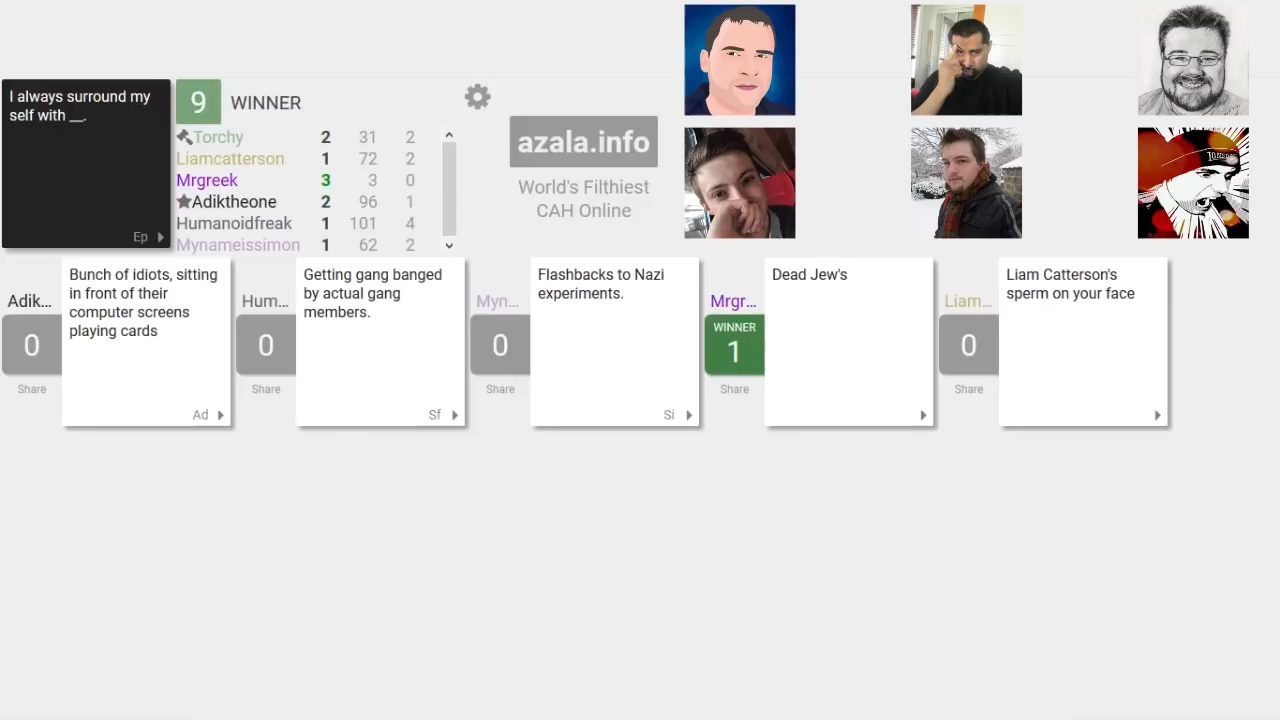 I always surround my
self with __.
Ep
9 WINNER
Torchy 2 31 2
Liamcatterson 1 72 2
Mrgreek 3 3 0
Adiktheone 2 96 1
Humanoidfreak 1 101 4
Mynameissimon 1 62 2
azala.info
World's Filthiest
CAH Online
Adik...
0
Share
Bunch of idiots, sitting
in front of their
computer screens
playing cards
Ad
Hum...
0
Share
Getting gang banged
by actual gang
members.
Sf
Myn...
0
Share
Flashbacks to Nazi
experiments.
Si
Mrgr...
WINNER
1
Share
Dead Jew's
Liam...
0
Share
Liam Catterson's
sperm on your face